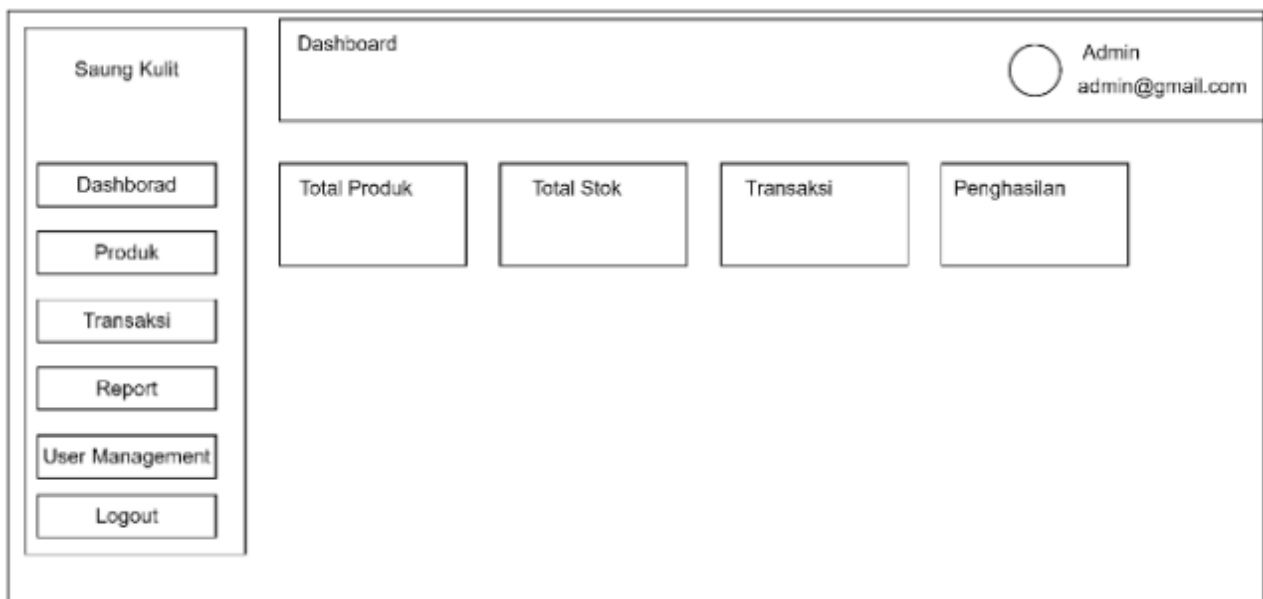 Saung Kulit
Dashborad
Produk
Transaksi
Report
User Management
Logout
Dashboard
Admin
admin@gmail.com
Total Produk
Total Stok
Transaksi
Penghasilan